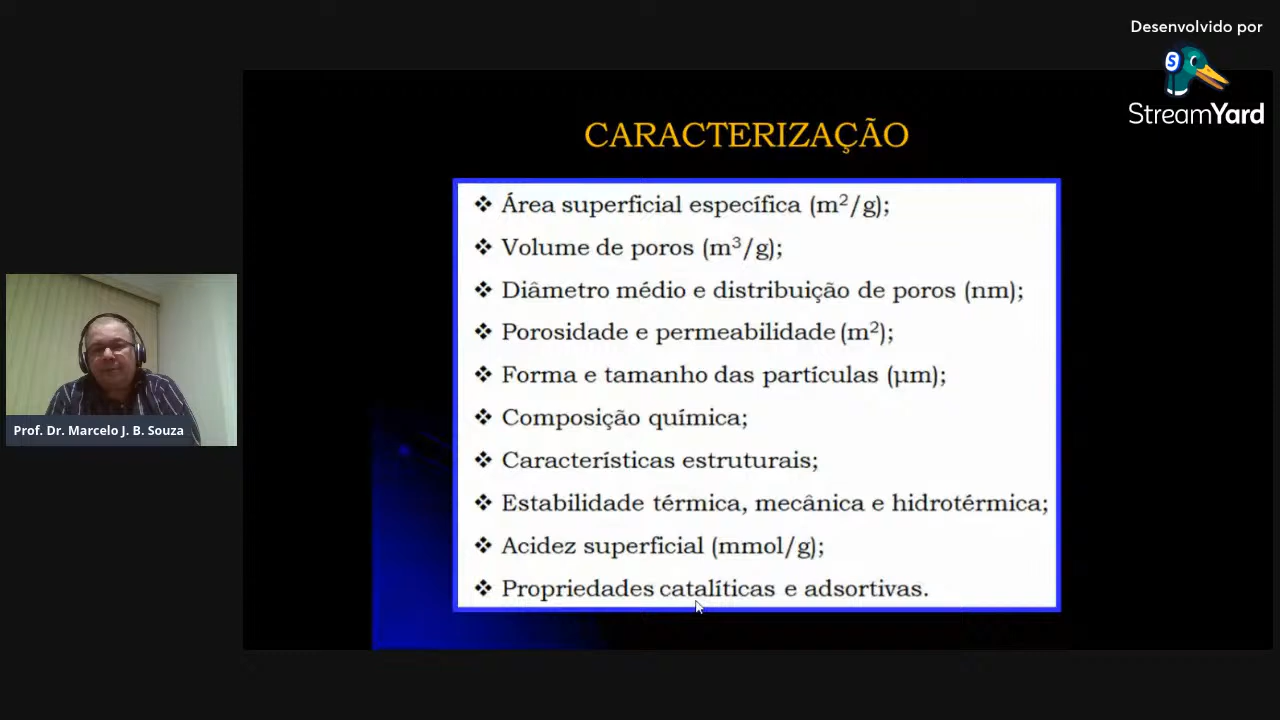 Desenvolvido por
StreamYard
CARACTERIZAÇÃO
❖ Área superficial específica (m²/g);
❖ Volume de poros (m³/g);
❖ Diâmetro médio e distribuição de poros (nm);
❖ Porosidade e permeabilidade (m²);
❖ Forma e tamanho das partículas (µm);
❖ Composição química;
❖ Características estruturais;
❖ Estabilidade térmica, mecânica e hidrotérmica;
❖ Acidez superficial (mmol/g);
❖ Propriedades catalíticas e adsortivas.
Prof. Dr. Marcelo J. B. Souza